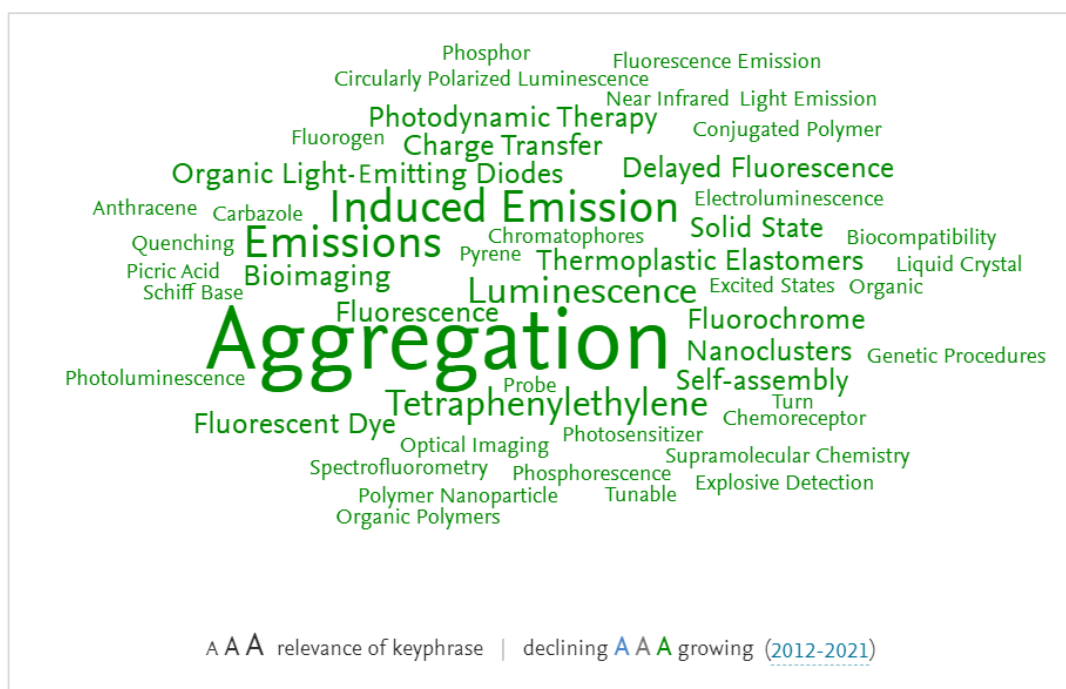 Phosphor
Fluorescence Emission
Circularly Polarized Luminescence
Near Infrared Light Emission
Photodynamic Therapy
Conjugated Polymer
Fluorogen
Charge Transfer
Organic Light-Emitting Diodes
Delayed Fluorescence
Anthracene
Carbazole
Induced Emission
Electroluminescence
Solid State
Quenching
Emissions
Chromatophores
Biocompatibility
Pyrene
Thermoplastic Elastomers
Liquid Crystal
Picric Acid
Bioimaging
Schiff Base
Luminescence
Excited States
Organic
Fluorescence
Fluorochrome
Aggregation
Nanoclusters
Genetic Procedures
Photoluminescence
Probe
Self-assembly
Tetraphenylethylene
Turn
Chemoreceptor
Fluorescent Dye
Optical Imaging
Photosensitizer
Supramolecular Chemistry
Spectrofluorometry
Phosphorescence
Explosive Detection
Polymer Nanoparticle
Tunable
Organic Polymers
A A A relevance of keyphrase | declining A A A growing (2012-2021)